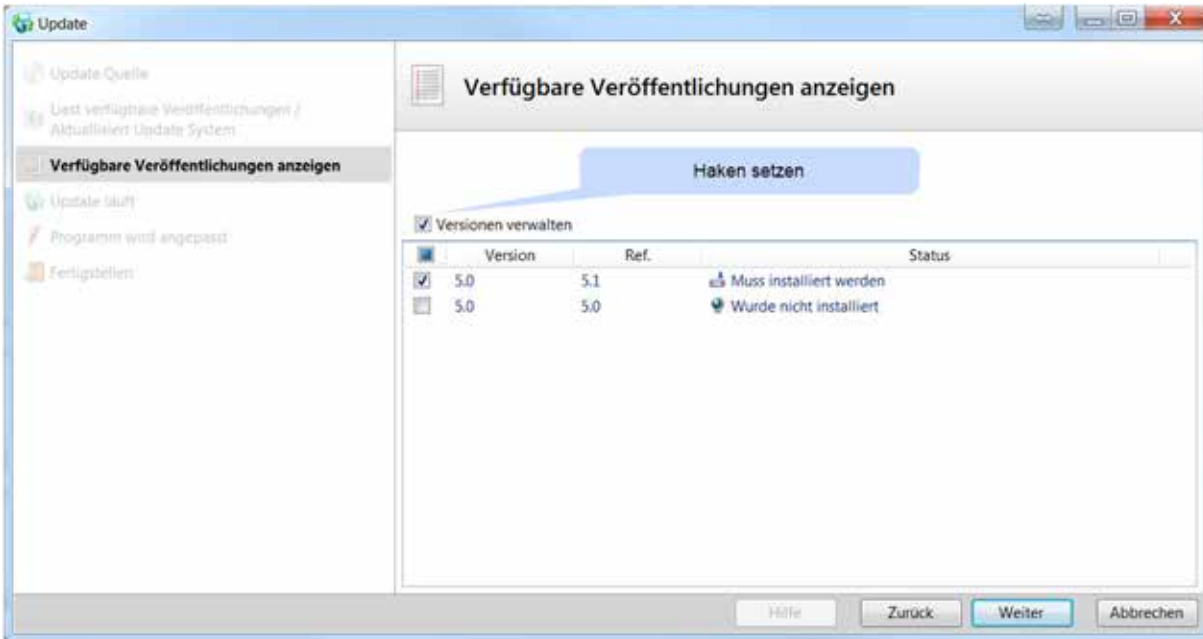 Update
Update Quelle
Liest verfügbare Veröffentlichungen /
Aktualisiert Update System
Verfügbare Veröffentlichungen anzeigen
Update läuft
Programm wird angepasst
Fertigstellen
Verfügbare Veröffentlichungen anzeigen
Haken setzen
Versionen verwalten
Version Ref. Status
5.0 5.1 Muss installiert werden
5.0 5.0 Wurde nicht installiert
Hilfe Zurück Weiter Abbrechen